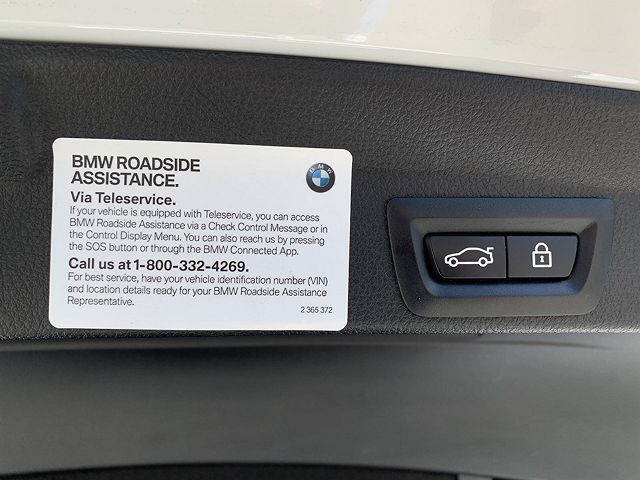 BMW ROADSIDE
ASSISTANCE.
Via Teleservice.
If your vehicle is equipped with Teleservice, you can access
BMW Roadside Assistance via a Check Control Message or in
the Control Display Menu. You can also reach us by pressing
the SOS button or through the BMW Connected App.
Call us at 1-800-332-4269.
For best service, have your vehicle identification number (VIN)
and location details ready for your BMW Roadside Assistance
Representative.
2 365 372
BMW